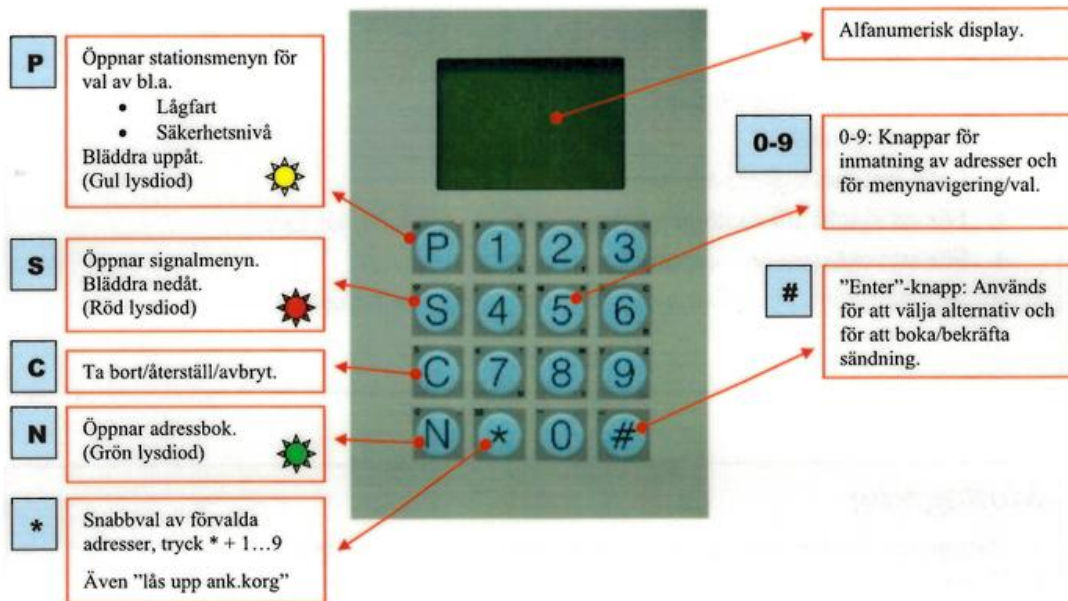 P
Öppnar stationsmenyn för
val av bl.a.
• Lågfart
• Säkerhetsnivå
Bläddra uppåt.
(Gul lysdiod)
S
Öppnar signalmenyn.
Bläddra nedåt.
(Röd lysdiod)
C
Ta bort/återställ/avbryt.
N
Öppnar adressbok.
(Grön lysdiod)
*
Snabbval av förvalda
adresser, tryck * + 1…9
Även ”lås upp ank.korg”
P 1 2 3
S 4 5 6
C 7 8 9
N * 0 #
Alfanumerisk display.
0-9
0-9: Knappar för
inmatning av adresser och
för menynavigering/val.
#
”Enter”-knapp: Används
för att välja alternativ och
för att boka/bekräfta
sändning.